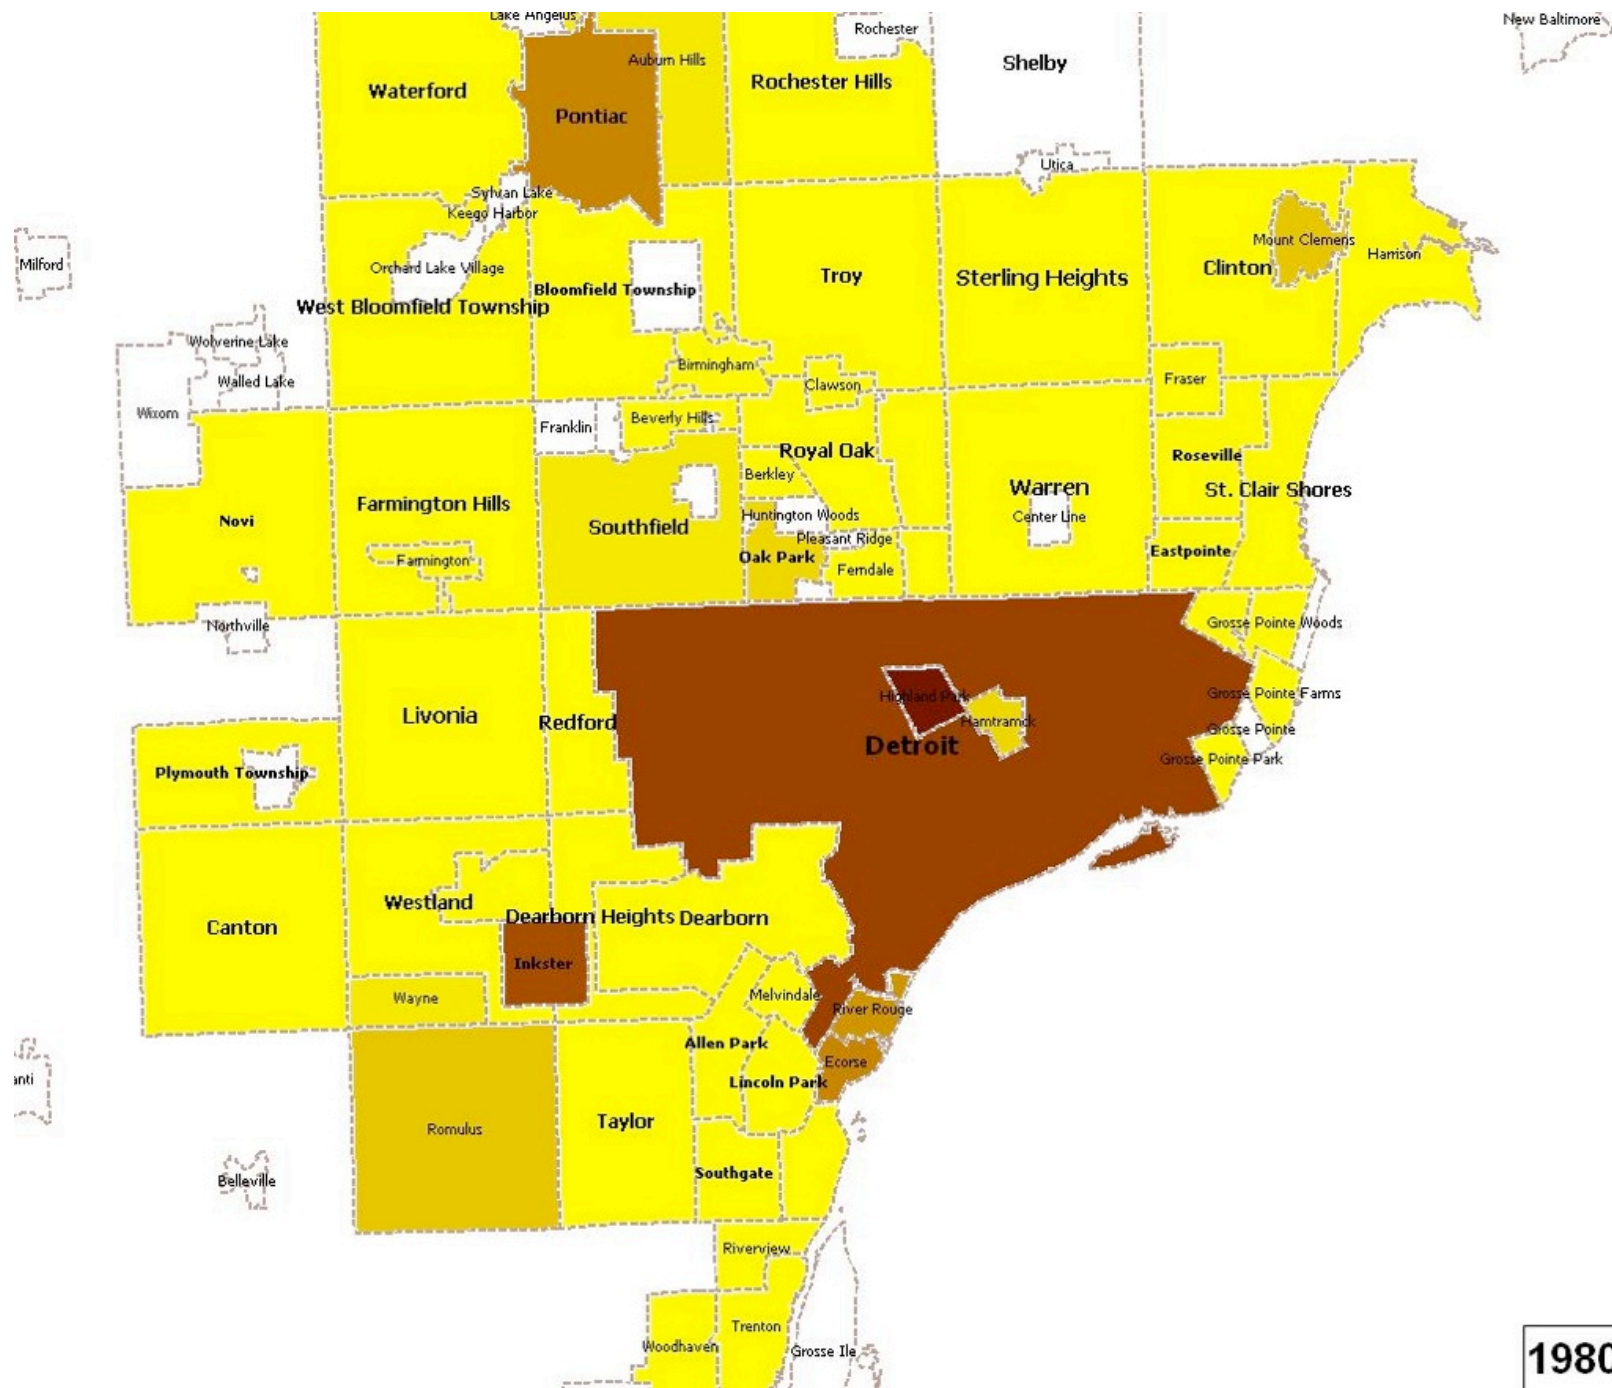 Lake Angelus
Rochester
New Baltimore
Auburn Hills
Shelby
Waterford
Rochester Hills
Pontiac
Utica
Sylvan Lake
Keego Harbor
Mount Clemens
Milford
Orchard Lake Village
Harrison
Clinton
Troy
Sterling Heights
Bloomfield Township
West Bloomfield Township
Wolverine Lake
Birmingham
Walled Lake
Clawson
Fraser
Wixom
Franklin
Beverly Hills
Royal Oak
Roseville
Berkley
Warren
St. Clair Shores
Farmington Hills
Huntington Woods
Center Line
Novi
Southfield
Pleasant Ridge
Eastpointe
Farmington
Oak Park
Ferndale
Northville
Grosse Pointe Woods
Highland Park
Grosse Pointe Farms
Livonia
Redford
Hamtramck
Grosse Pointe
Detroit
Grosse Pointe Park
Plymouth Township
Westland
Dearborn Heights
Dearborn
Canton
Inkster
Wayne
Melvindale
River Rouge
Allen Park
Ecorse
anti
Lincoln Park
Taylor
Romulus
Southgate
Belleville
Riverview
Trenton
Woodhaven
Grosse Ile
1980